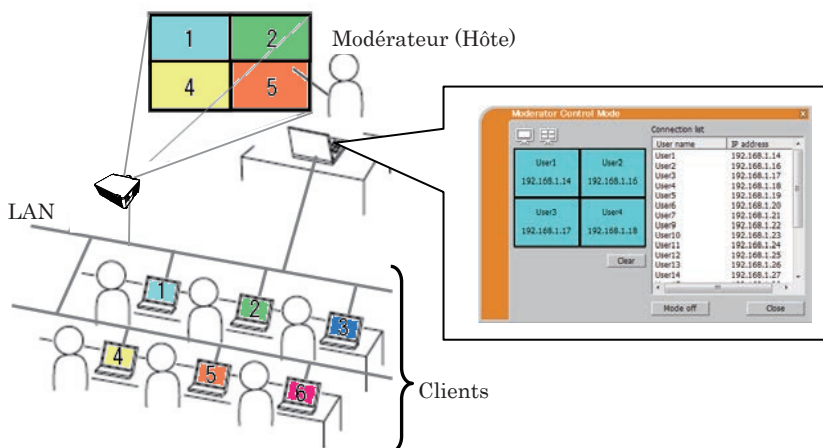 1 2
4 5
Modérateur (Hôte)
LAN
1 2 3
4 5 6
Clients
Moderator Control Mode
User1 User2
192.168.1.14 192.168.1.16
User3 User4
192.168.1.17 192.168.1.18
Clear
Connection list
User name IP address
User1 192.168.1.14
User2 192.168.1.16
User3 192.168.1.17
User4 192.168.1.18
User5 192.168.1.19
User6 192.168.1.20
User7 192.168.1.21
User9 192.168.1.22
User10 192.168.1.23
User11 192.168.1.24
User12 192.168.1.25
User13 192.168.1.26
User14 192.168.1.27
Mode off Close